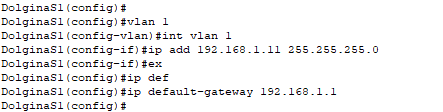 DolginaS1(config)#
DolginaS1(config)#vlan 1
DolginaS1(config-vlan)#int vlan 1
DolginaS1(config-if)#ip add 192.168.1.11 255.255.255.0
DolginaS1(config-if)#ex
DolginaS1(config)#ip def
DolginaS1(config)#ip default-gateway 192.168.1.1
DolginaS1(config)#